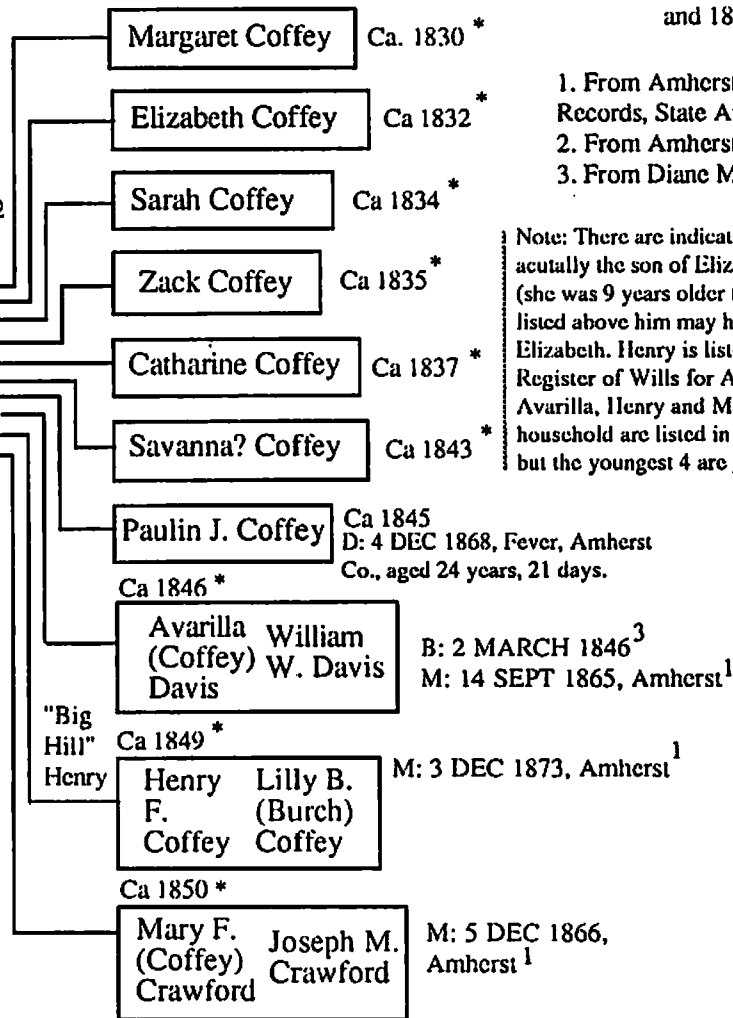 and 18
Margaret Coffey Ca. 1830 *
1. From Amherst
Records, State A
Elizabeth Coffey Ca 1832 *
2. From Amherst
3. From Diane M
Sarah Coffey Ca 1834 *
2
Note: There are indicat
acutally the son of Eliz
(she was 9 years older
listed above him may h
Elizabeth. Henry is list
Register of Wills for A
Avarilla, Henry and M
household are listed in
but the youngest 4 are
Zack Coffey Ca 1835 *
Catharine Coffey Ca 1837 *
Savanna? Coffey Ca 1843 *
Paulin J. Coffey Ca 1845
D: 4 DEC 1868, Fever, Amherst
Co., aged 24 years, 21 days.
Ca 1846 *
Avarilla
(Coffey)
Davis
William
W. Davis
B: 2 MARCH 1846 3
M: 14 SEPT 1865, Amherst 1
"Big
Hill"
Henry
Ca 1849 *
Henry
F.
Coffey
Lilly B.
(Burch)
Coffey
M: 3 DEC 1873, Amherst 1
Ca 1850 *
Mary F.
(Coffey)
Crawford
Joseph M.
Crawford
M: 5 DEC 1866,
Amherst 1